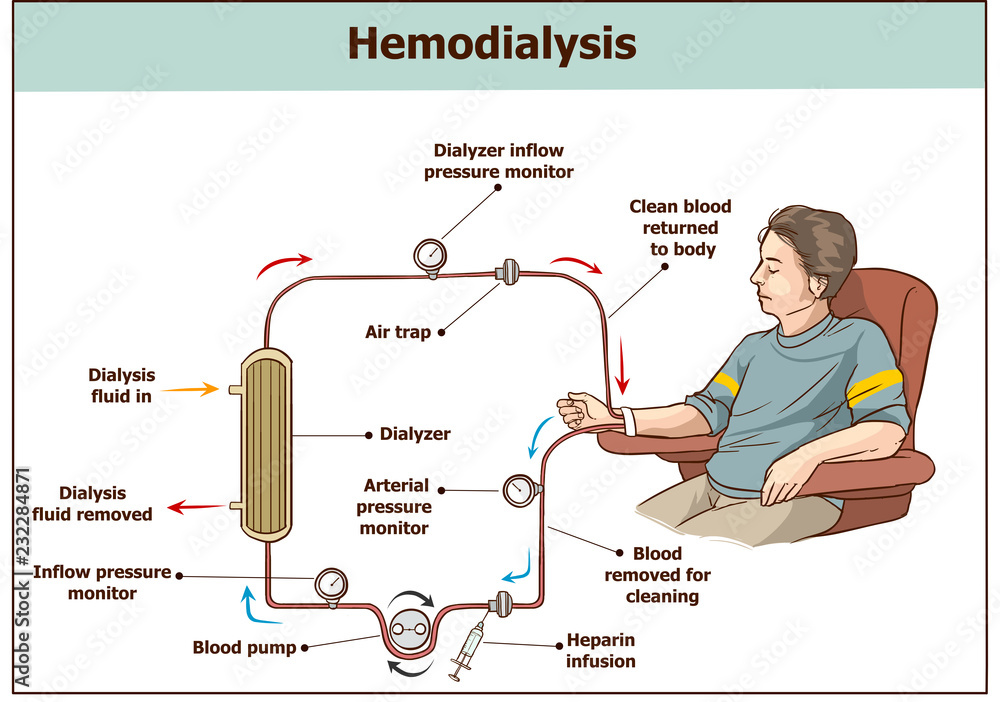 Hemodialysis
Dialyzer inflow
pressure monitor
Clean blood
returned
to body
Air trap
Dialysis
fluid in
Dialyzer
Dialysis
fluid removed
Arterial
pressure
monitor
Inflow pressure
monitor
Blood
removed for
cleaning
Blood pump
Heparin
infusion
Adobe Stock
232284871